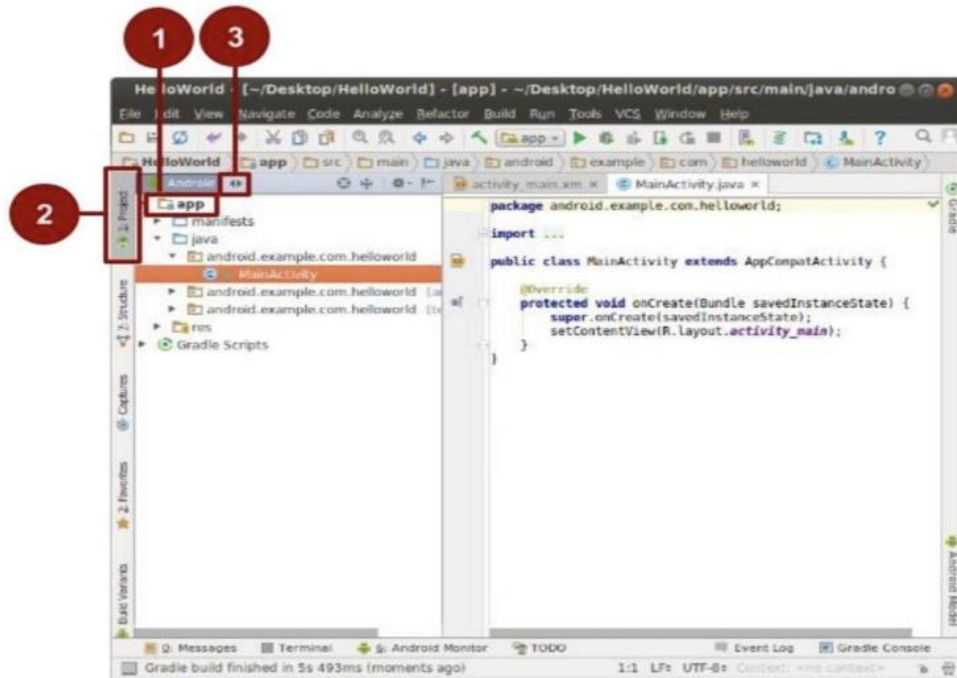 1
3
2
HelloWorld - [~/Desktop/HelloWorld] - [app] - ~/Desktop/HelloWorld/app/src/main/java/andro
File Edit View Navigate Code Analyze Refactor Build Run Tools VCS Window Help
app
HelloWorld app src main java android example com helloworld MainActivity
Android
activity_main.xm
MainActivity.java
1: Project
Z: Structure
Captures
2: Favorites
Build Variants
app
manifests
java
android.example.com.helloworld
MainActivity
android.example.com.helloworld
android.example.com.helloworld
res
Gradle Scripts
package android.example.com.helloworld;
import ...
public class MainActivity extends AppCompatActivity {
@Override
protected void onCreate(Bundle savedInstanceState) {
super.onCreate(savedInstanceState);
setContentView(R.layout.activity_main);
}
}
Gradle
Android Model
0: Messages Terminal 6: Android Monitor TODO Event Log Gradle Console
Gradle build finished in 5s 493ms (moments ago) 1:1 LF÷ UTF-8÷ Context: <no context>